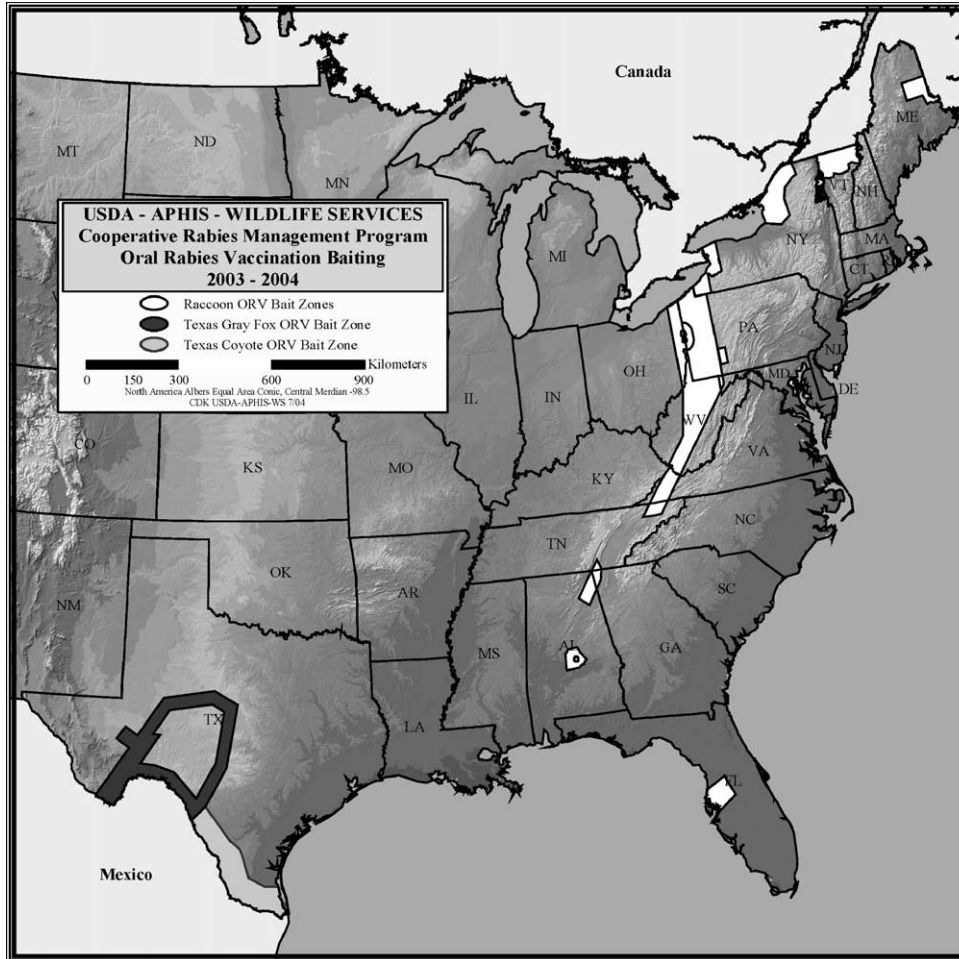 Canada
ME
ND
MT
MN
VT
NH
USDA - APHIS - WILDLIFE SERVICES
Cooperative Rabies Management Program
Oral Rabies Vaccination Baiting
2003 - 2004
Raccoon ORV Bait Zones
Texas Gray Fox ORV Bait Zone
Texas Coyote ORV Bait Zone
Kilometers
0 150 300 600 900
North America Albers Equal Area Conic, Central Merdian -98.5
CDK USDA-APHIS-WS 7/04
NY
MA
MI
CT
RI
PA
NJ
OH
MD
DE
IL
IN
WV
CO
VA
KS
MO
KY
NC
TN
OK
AR
SC
NM
AL
GA
MS
TX
LA
FL
Mexico